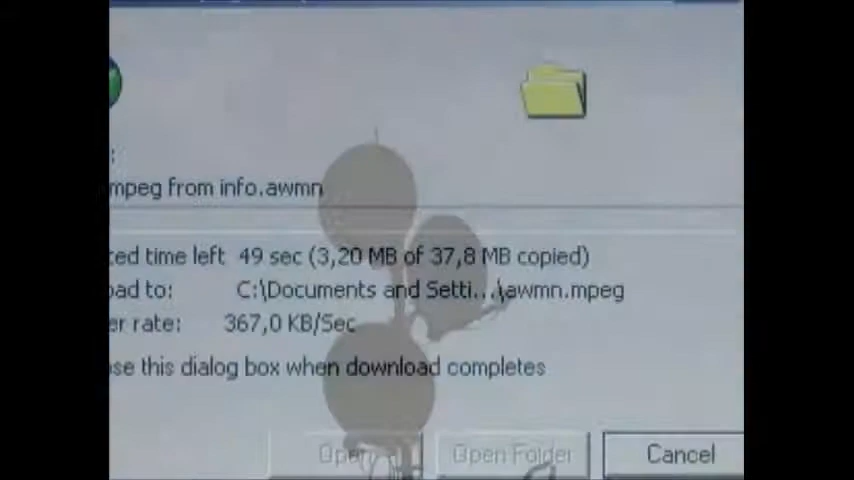 :
mpeg from info.awmn
ted time left 49 sec (3,20 MB of 37,8 MB copied)
oad to: C:\Documents and Setti...\awmn.mpeg
er rate: 367,0 KB/Sec
ose this dialog box when download completes
Open Open Folder Cancel